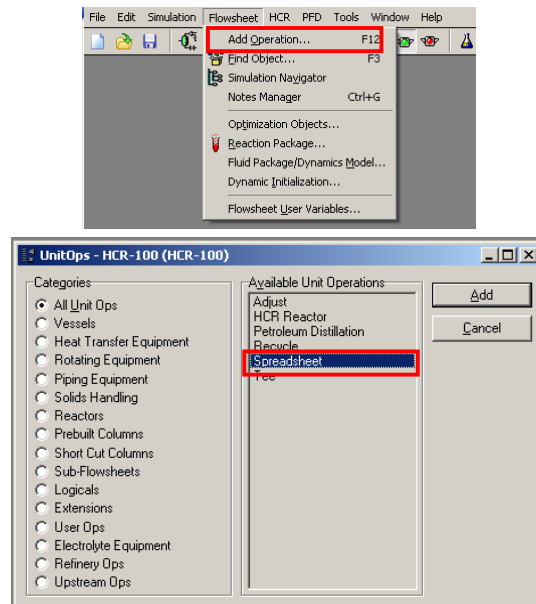 File Edit Simulation Flowsheet HCR PFD Tools Window Help
Add Operation... F12
Find Object... F3
Simulation Navigator
Notes Manager Ctrl+G
Optimization Objects...
Reaction Package...
Fluid Package/Dynamics Model...
Dynamic Initialization...
Flowsheet User Variables...
UnitOps - HCR-100 (HCR-100)
Categories
All Unit Ops
Vessels
Heat Transfer Equipment
Rotating Equipment
Piping Equipment
Solids Handling
Reactors
Prebuilt Columns
Short Cut Columns
Sub-Flowsheets
Logicals
Extensions
User Ops
Electrolyte Equipment
Refinery Ops
Upstream Ops
Available Unit Operations
Adjust
HCR Reactor
Petroleum Distillation
Recycle
Spreadsheet
Tee
Add
Cancel